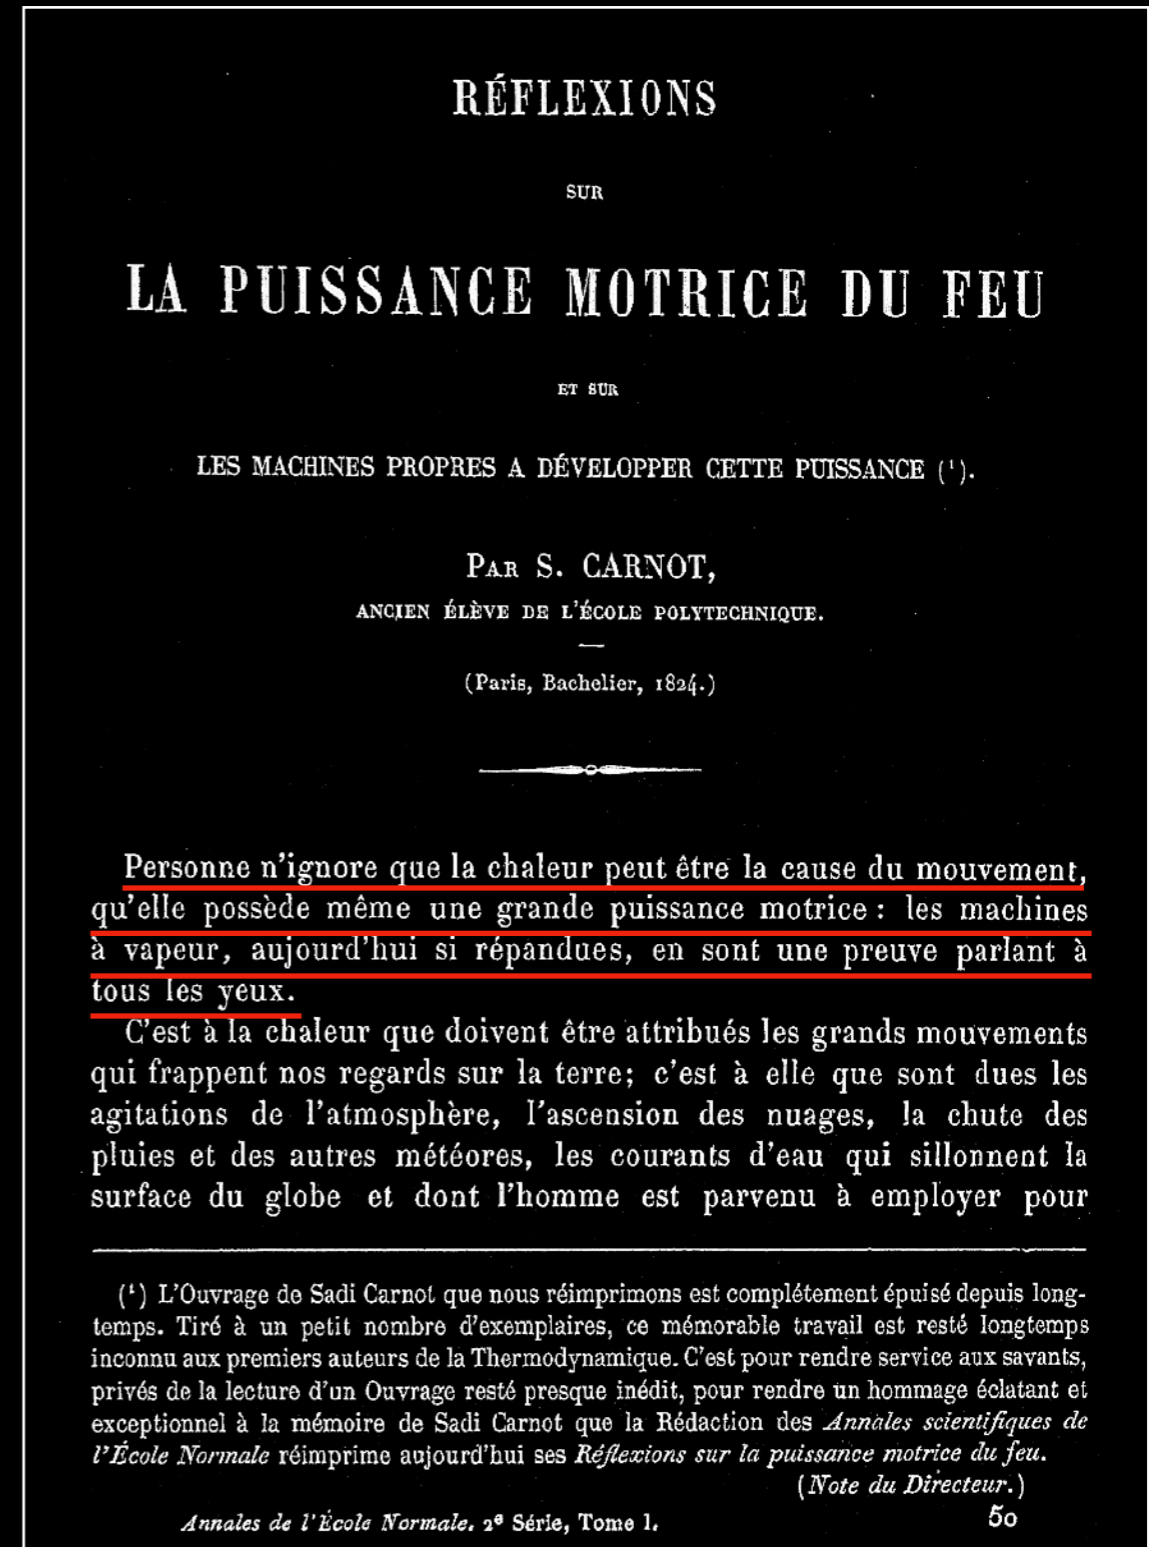 RÉFLEXIONS
SUR
LA PUISSANCE MOTRICE DU FEU
ET SUR
LES MACHINES PROPRES A DÉVELOPPER CETTE PUISSANCE (¹).
PAR S. CARNOT,
ANCIEN ÉLÈVE DE L'ÉCOLE POLYTECHNIQUE.
(Paris, Bachelier, 1824.)
Personne n'ignore que la chaleur peut être la cause du mouvement,
qu'elle possède même une grande puissance motrice : les machines
à vapeur, aujourd'hui si répandues, en sont une preuve parlant à
tous les yeux.
C'est à la chaleur que doivent être attribués les grands mouvements
qui frappent nos regards sur la terre; c'est à elle que sont dues les
agitations de l'atmosphère, l'ascension des nuages, la chute des
pluies et des autres météores, les courants d'eau qui sillonnent la
surface du globe et dont l'homme est parvenu à employer pour
(¹) L'Ouvrage de Sadi Carnot que nous réimprimons est complétement épuisé depuis long-
temps. Tiré à un petit nombre d'exemplaires, ce mémorable travail est resté longtemps
inconnu aux premiers auteurs de la Thermodynamique. C'est pour rendre service aux savants,
privés de la lecture d'un Ouvrage resté presque inédit, pour rendre un hommage éclatant et
exceptionnel à la mémoire de Sadi Carnot que la Rédaction des Annales scientifiques de
l'École Normale réimprime aujourd'hui ses Réflexions sur la puissance motrice du feu.
(Note du Directeur.)
Annales de l'École Normale. 2e Série, Tome 1. 50